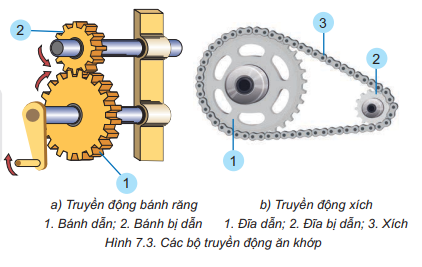 2
1
3
2
1
a) Truyền động bánh răng
1. Bánh dẫn; 2. Bánh bị dẫn
b) Truyền động xích
1. Đĩa dẫn; 2. Đĩa bị dẫn; 3. Xích
Hình 7.3. Các bộ truyền động ăn khớp